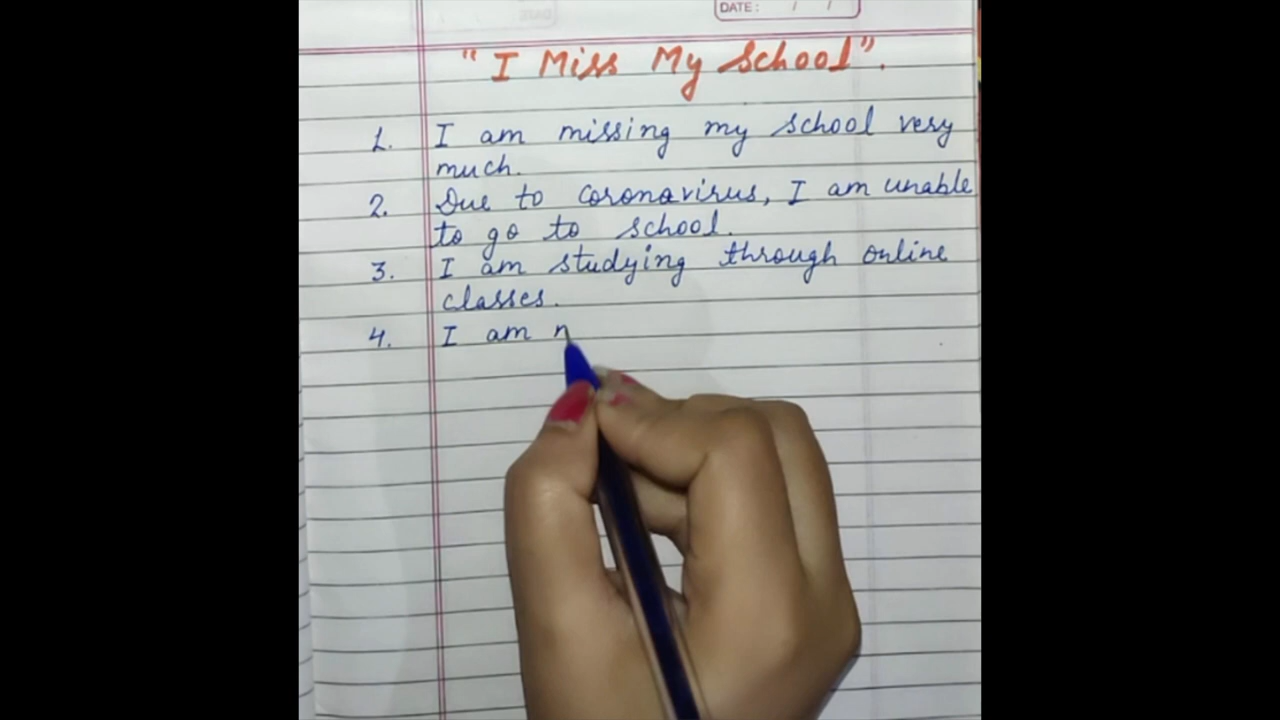 DATE: / /
"I Miss My School".
1. I am missing my school very
much.
2. Due to coronavirus, I am unable
to go to school.
3. I am studying through online
classes.
4. I am